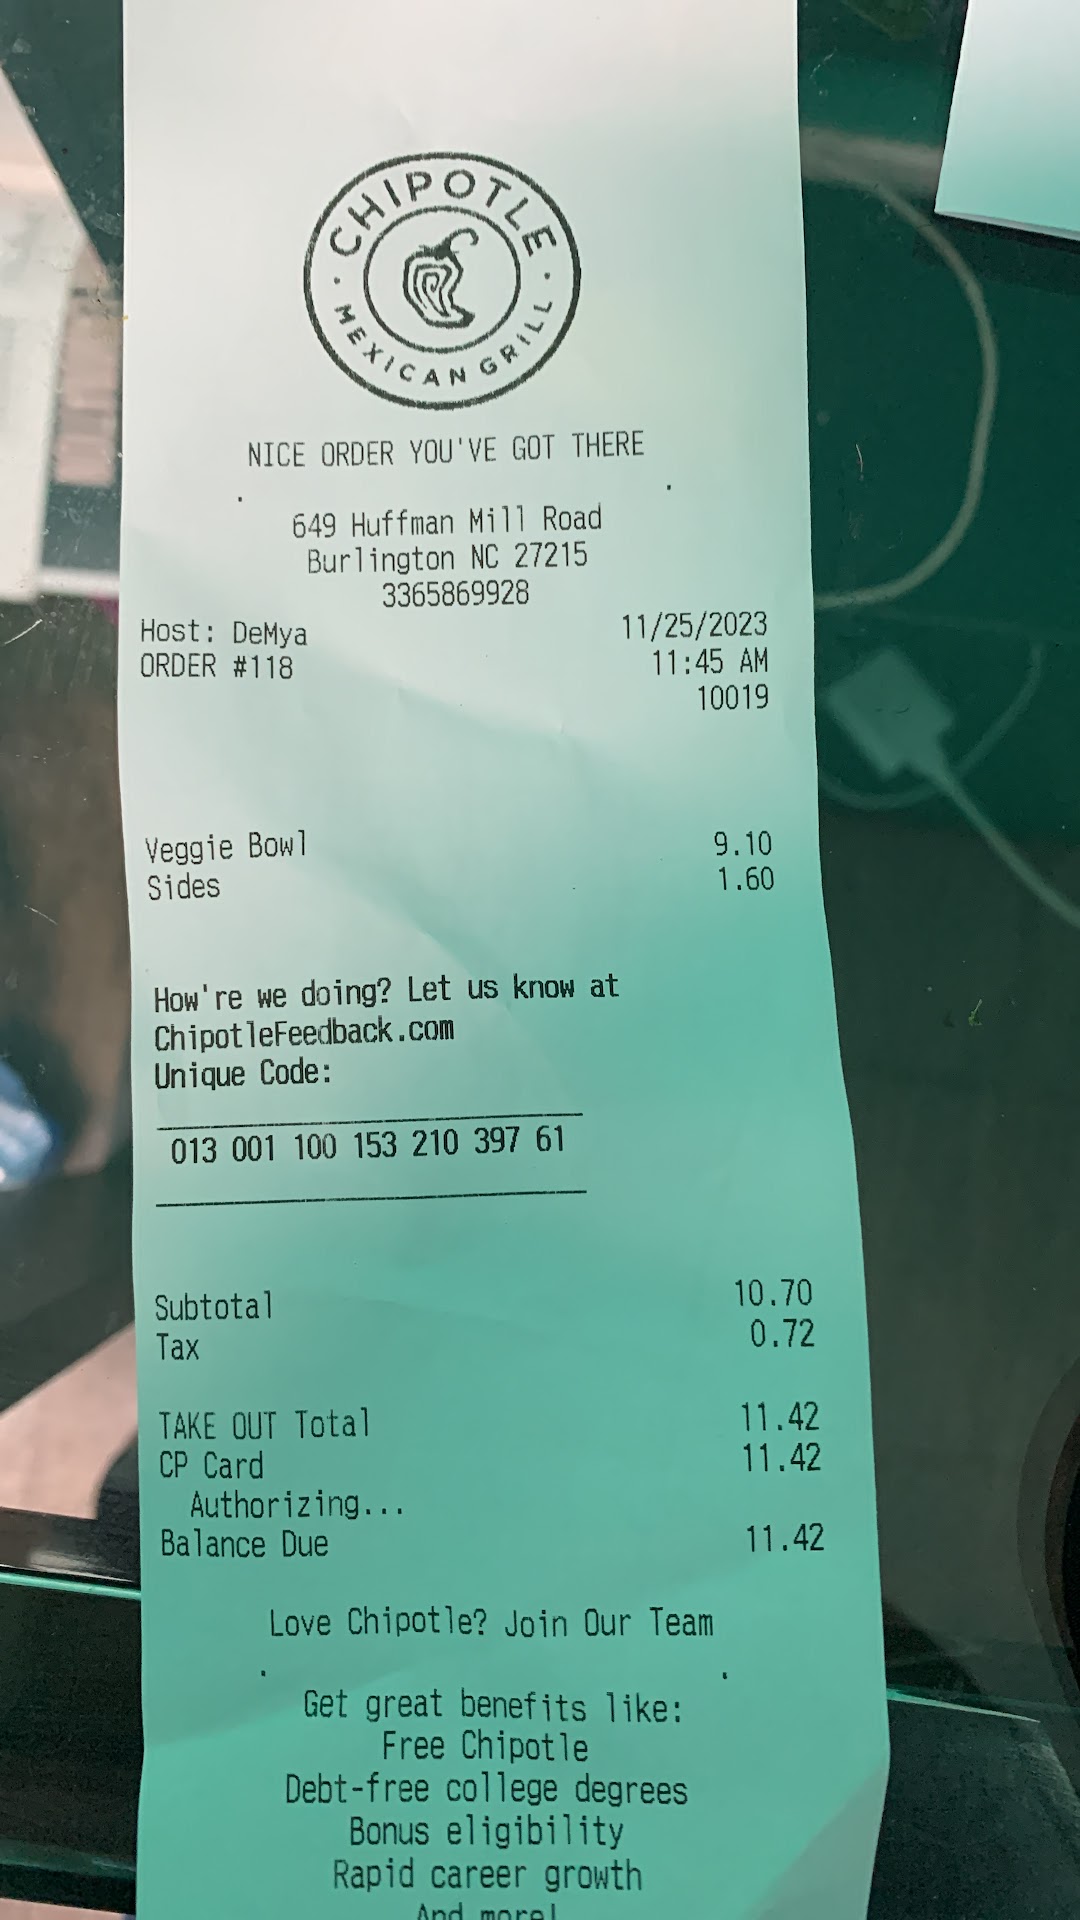 CHIPOTLE
MEXICAN GRILL
NICE ORDER YOU'VE GOT THERE
649 Huffman Mill Road
Burlington NC 27215
3365869928
Host: DeMya 11/25/2023
ORDER #118 11:45 AM
10019
Veggie Bowl 9.10
Sides 1.60
How're we doing? Let us know at
ChipotleFeedback.com
Unique Code:
013 001 100 153 210 397 61
Subtotal 10.70
Tax 0.72
TAKE OUT Total 11.42
CP Card 11.42
Authorizing...
Balance Due 11.42
Love Chipotle? Join Our Team
Get great benefits like:
Free Chipotle
Debt-free college degrees
Bonus eligibility
Rapid career growth
And more!